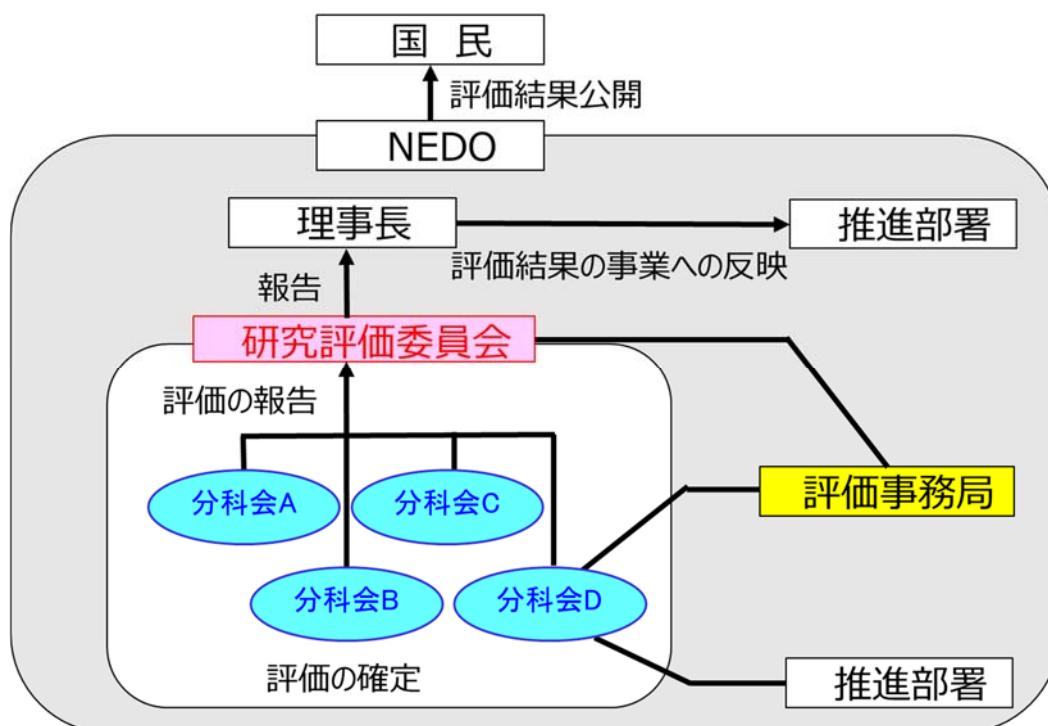 国 民
評価結果公開
NEDO
理事長
推進部署
評価結果の事業への反映
報告
研究評価委員会
評価の報告
分科会A
分科会C
評価事務局
分科会B
分科会D
評価の確定
推進部署